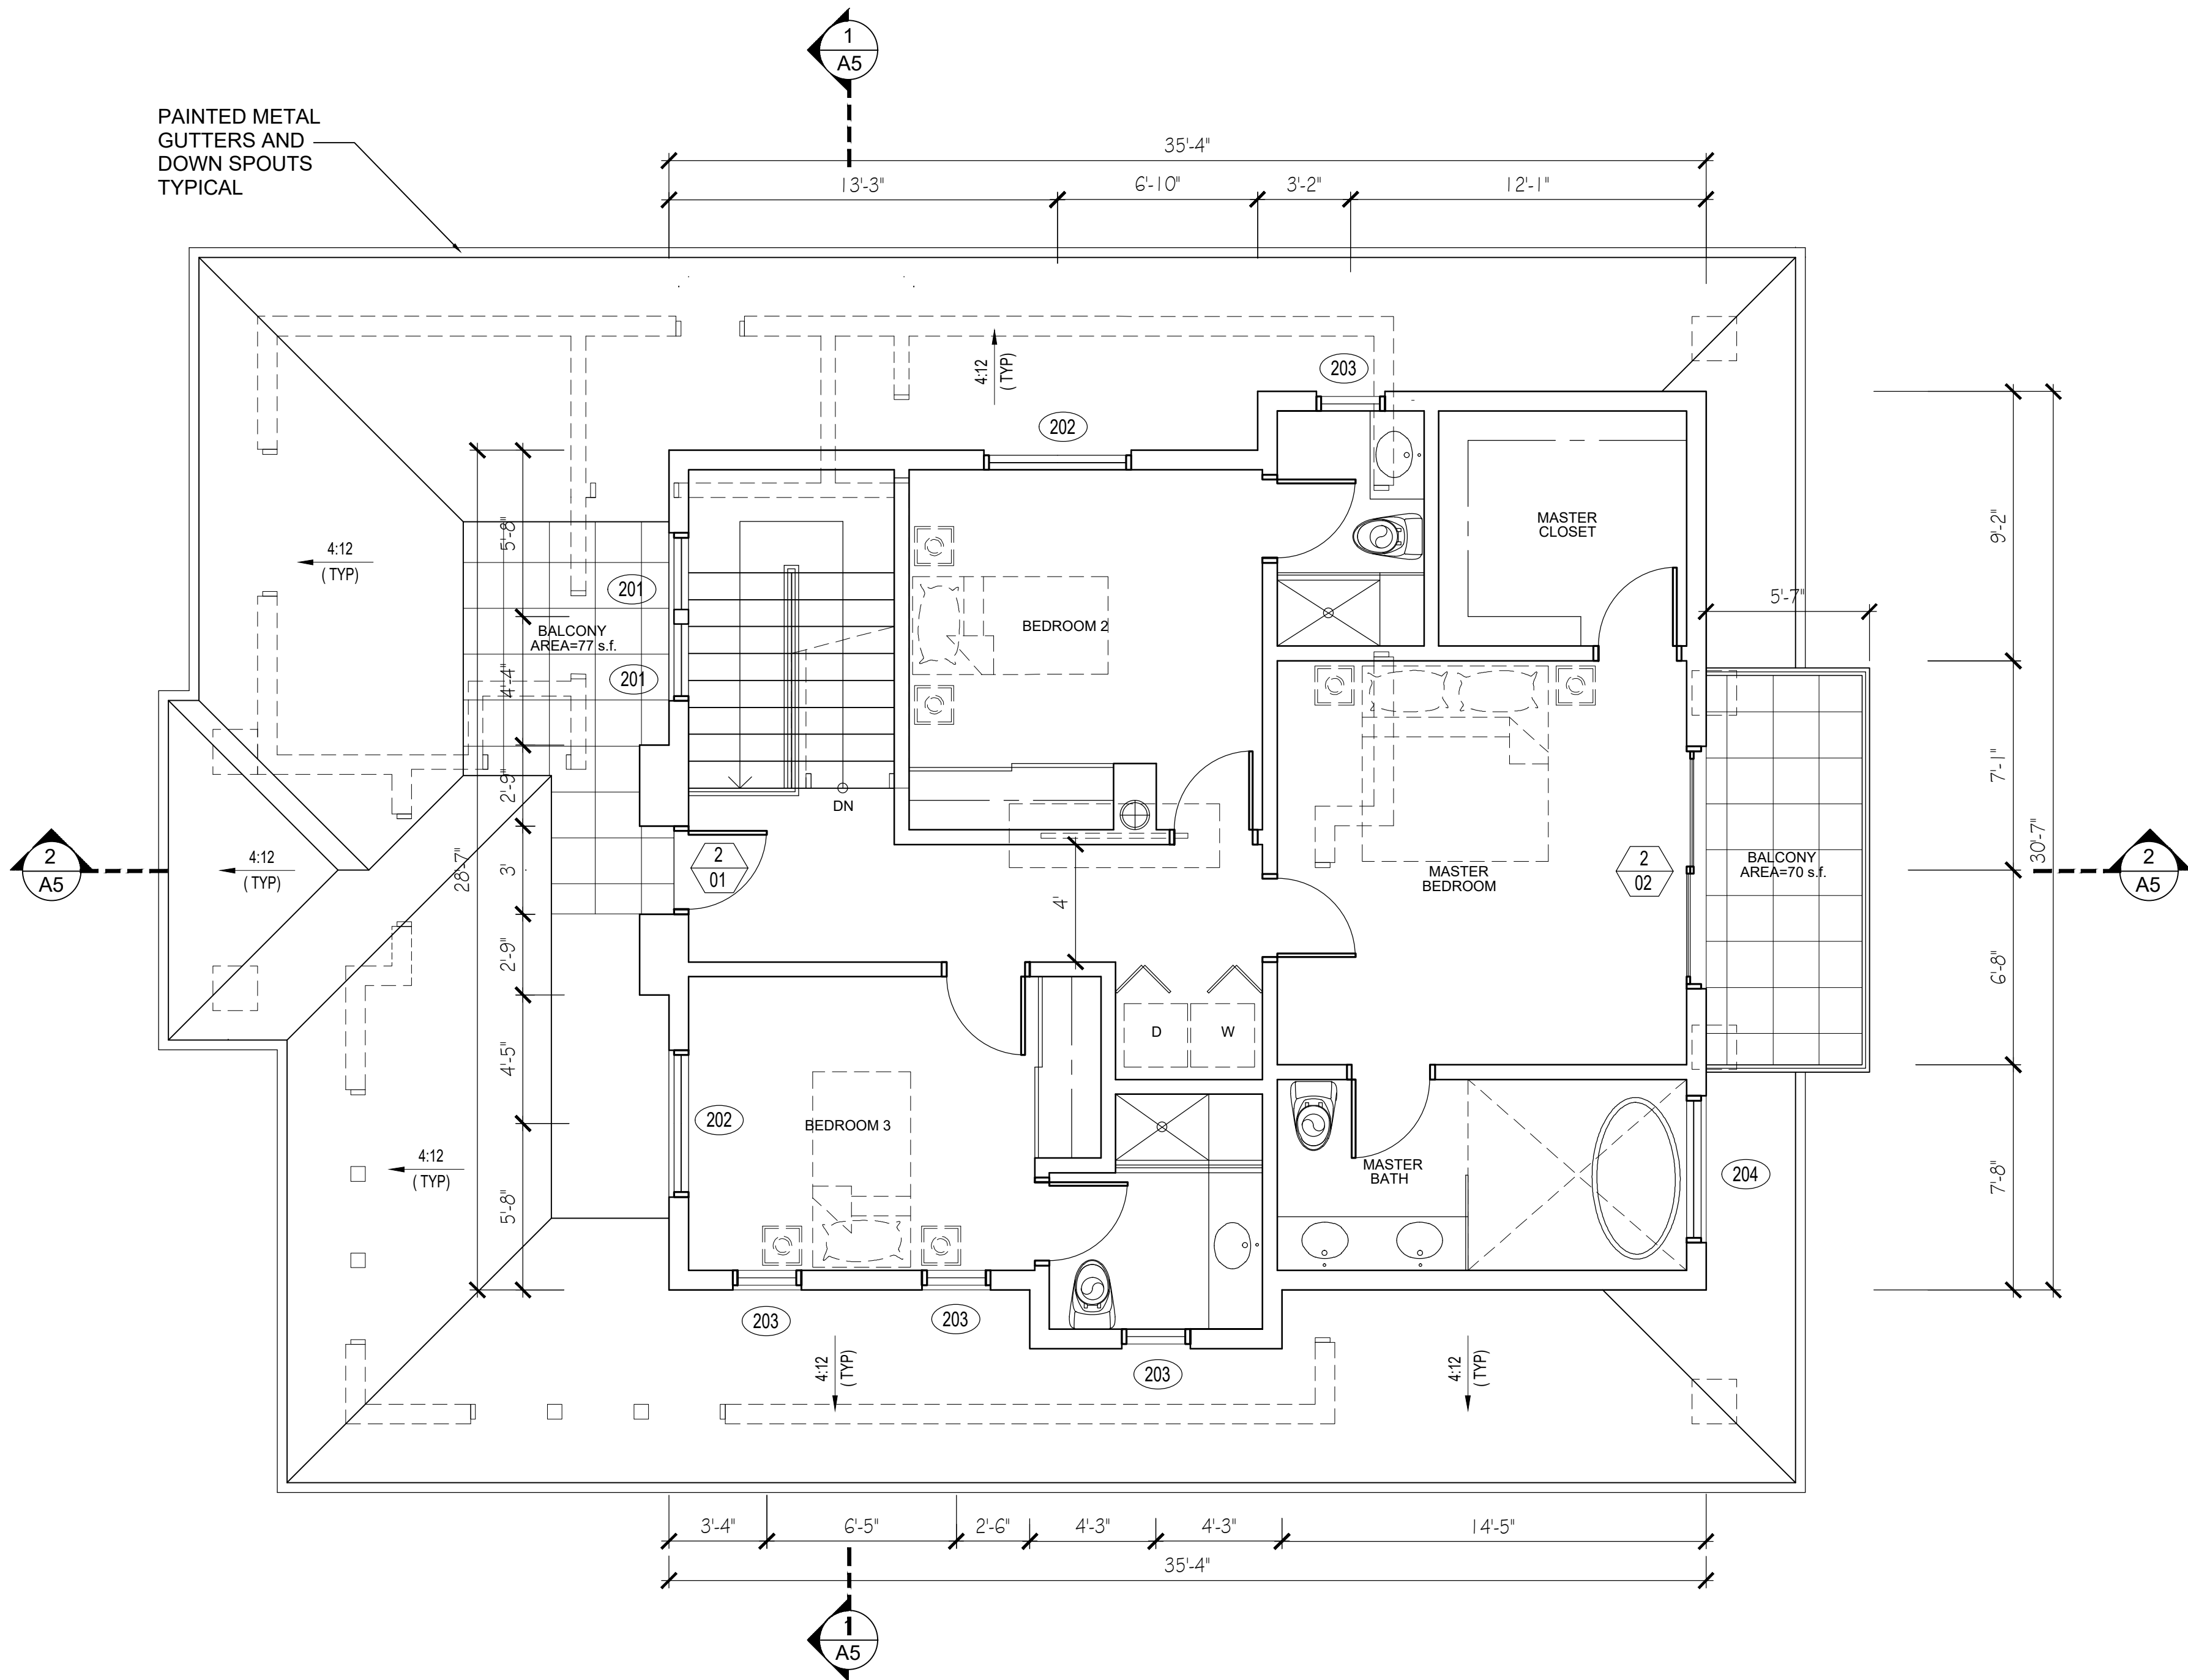 1
A5
PAINTED METAL
GUTTERS AND
DOWN SPOUTS
TYPICAL
35'-4"
13'-3"
6'-10"
3'-2"
12'-1"
4:12
( TYP)
203
202
4:12
( TYP)
5'-8"
201
BALCONY
AREA=77 s.f.
201
4'-4"
2'-9"
3'
28'-7"
2'-9"
4'-5"
5'-8"
BEDROOM 2
MASTER
CLOSET
9'-2"
5'-7"
7'-1"
30'-7"
6'-8"
7'-8"
DN
2
A5
4:12
( TYP)
2
01
4'
MASTER
BEDROOM
2
02
BALCONY
AREA=70 s.f.
2
A5
D
W
202
BEDROOM 3
4:12
( TYP)
MASTER
BATH
204
203
203
203
4:12
( TYP)
4:12
( TYP)
3'-4"
6'-5"
2'-6"
4'-3"
4'-3"
14'-5"
35'-4"
1
A5